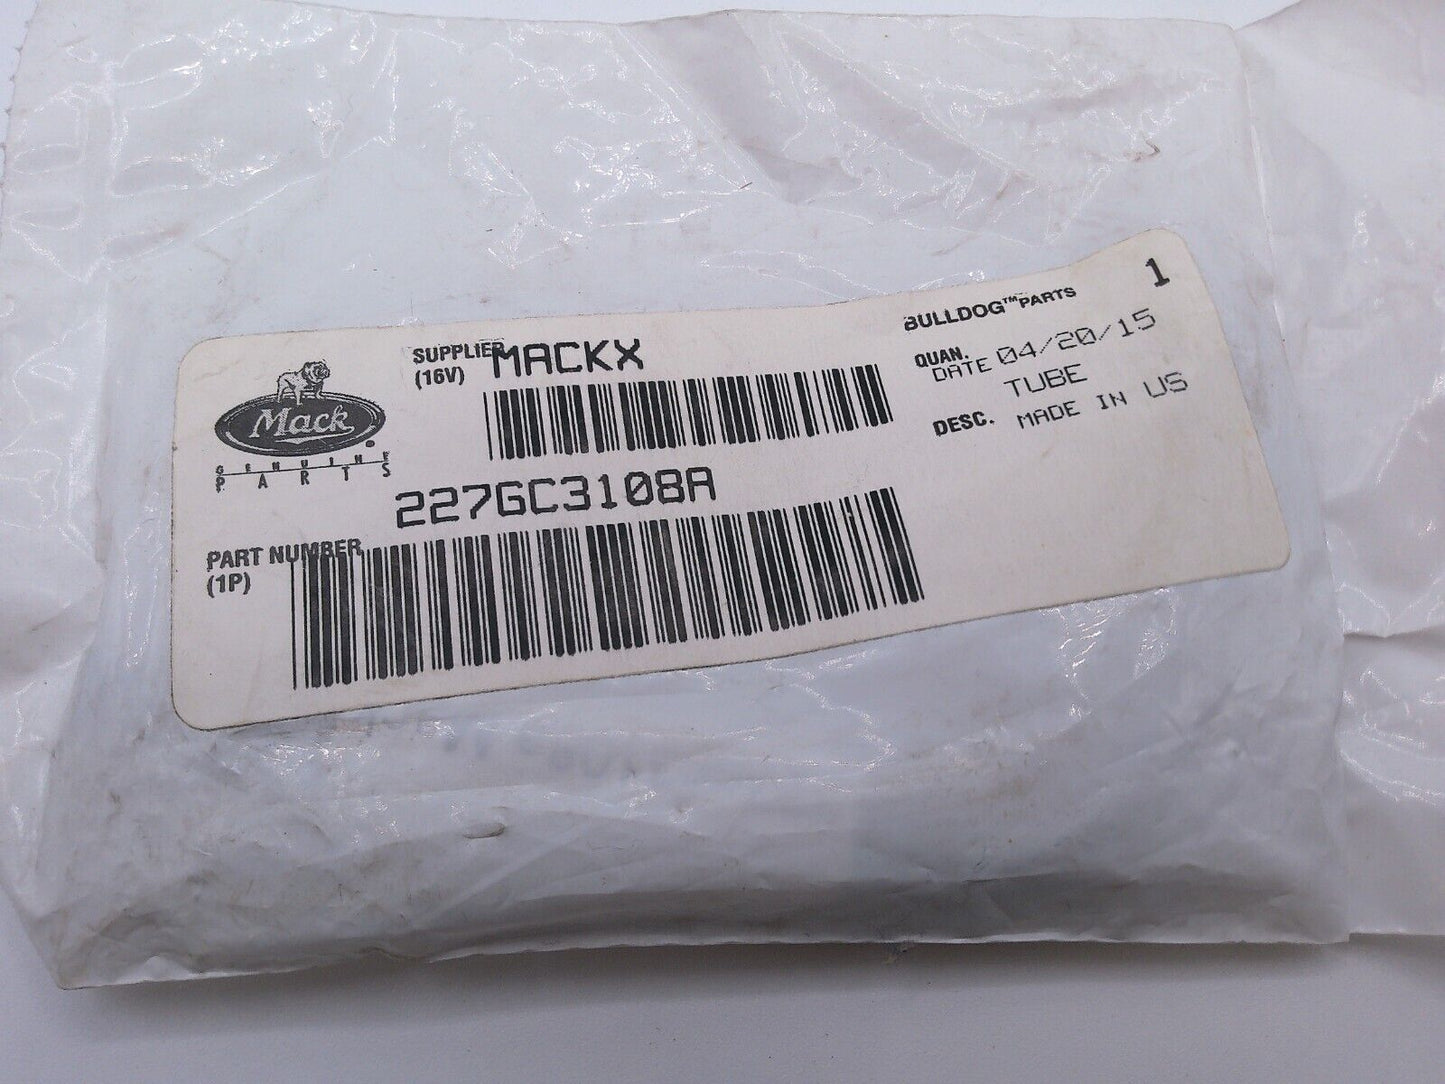 Mack
GENUINE
PARTS
SUPPLIER MACKX
(16V)
227GC3108A
PART NUMBER
(1P)
BULLDOG™ PARTS
1
QUAN.
DATE 04/20/15
TUBE
DESC. MADE IN US